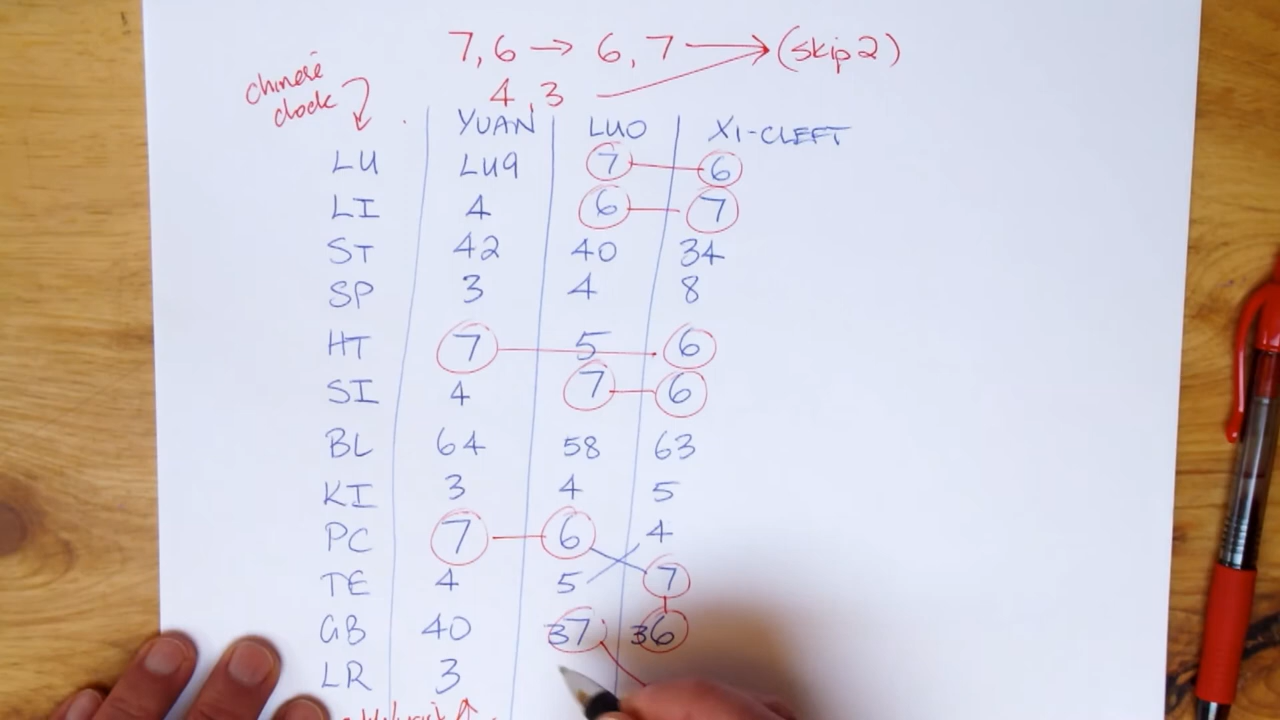 7, 6 → 6, 7 → (skip 2)
4, 3
chinese
clock
YUAN LUO XI-CLEFT
LU LU9 7 6
LI 4 6 7
ST 42 40 34
SP 3 4 8
HT 7 5 6
SI 4 7 6
BL 64 58 63
KI 3 4 5
PC 7 6 4
TE 4 5 7
GB 40 37 36
LR 3